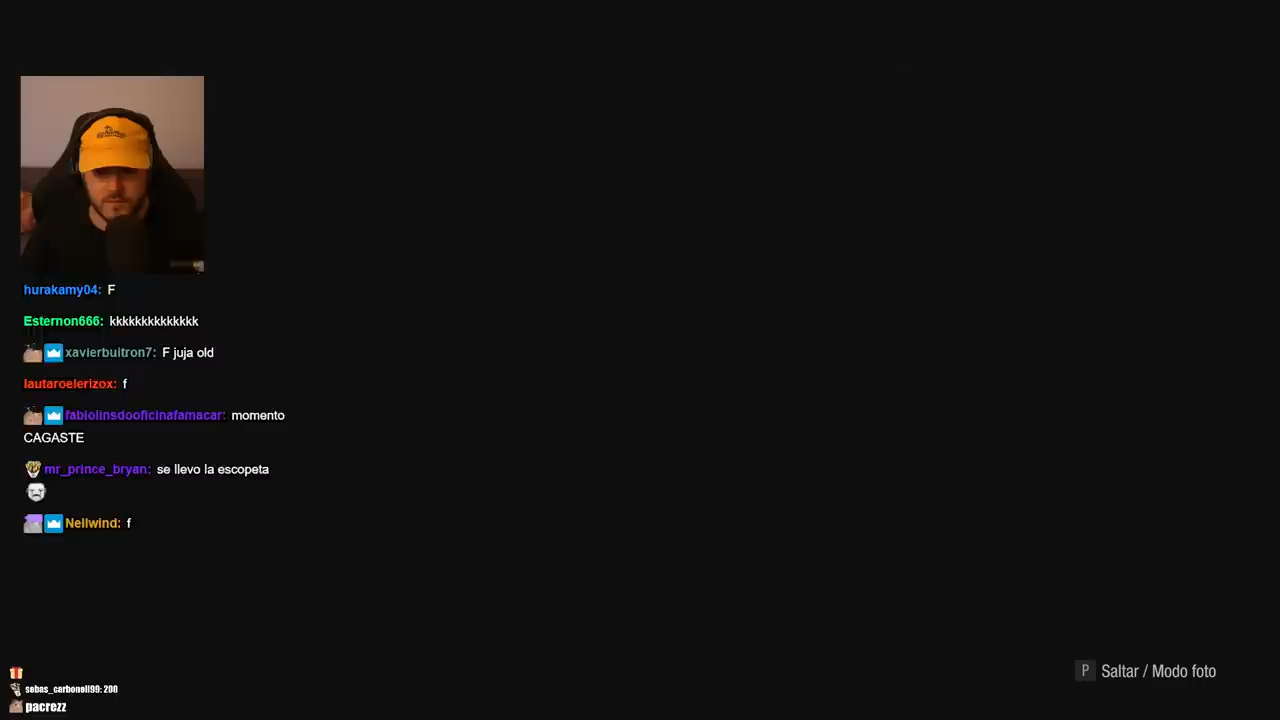 hurakamy04: F
Esternon666: kkkkkkkkkkkkkk
xavierbuitron7: F juja old
lautaroelerizox: f
fabiolinsdooficinafamacar: momento
CAGASTE
mr_prince_bryan: se llevo la escopeta
Nellwind: f
sebas_carbonell99: 200
pacrezz
P Saltar / Modo foto